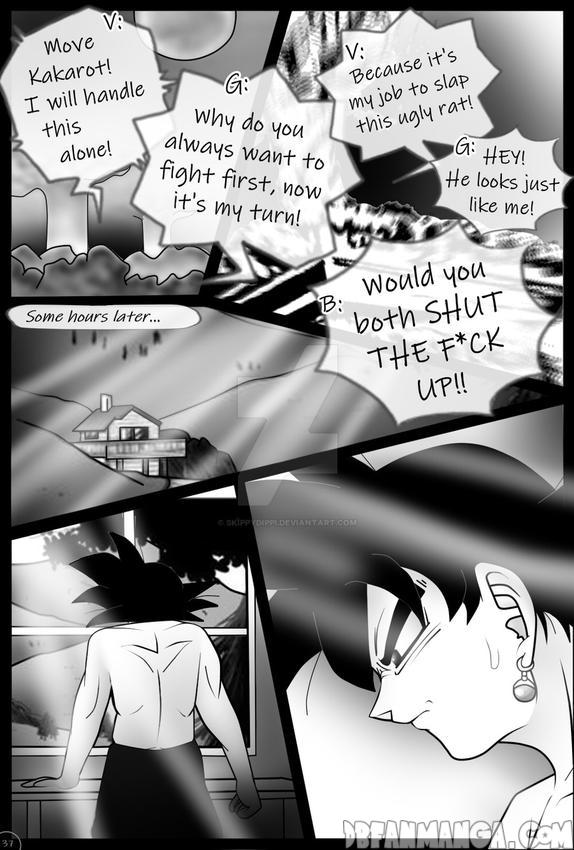 V:
Move
Kakarot!
I will handle
this
alone!
G:
Why do you
always want to
fight first, now
it's my turn!
V:
Because it's
my job to slap
this ugly rat!
G:
HEY!
He looks just
like me!
B:
Would you
both SHUT
THE F*CK
UP!!
Some hours later...
© SKIPPYDIPPI.DEVIANTART.COM
37
DBFANMANGA.COM